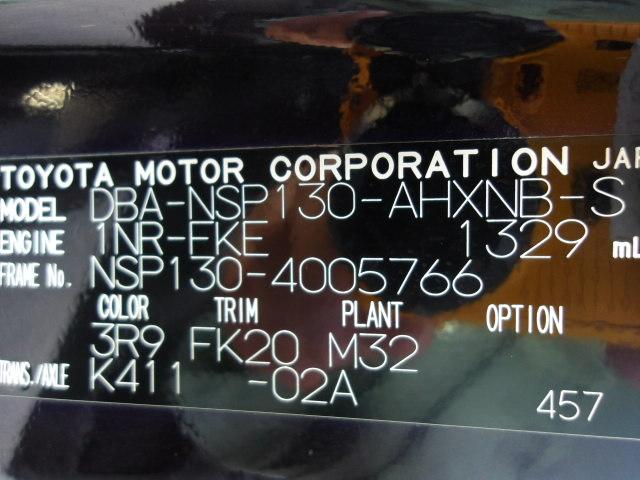 TOYOTA MOTOR CORPORATION JAP
MODEL DBA-NSP130-AHXNB-S
ENGINE 1NR-FKE 1329 mL
FRAME No. NSP130-4005766
COLOR TRIM PLANT OPTION
3R9 FK20 M32
TRANS./AXLE K411 -02A
457